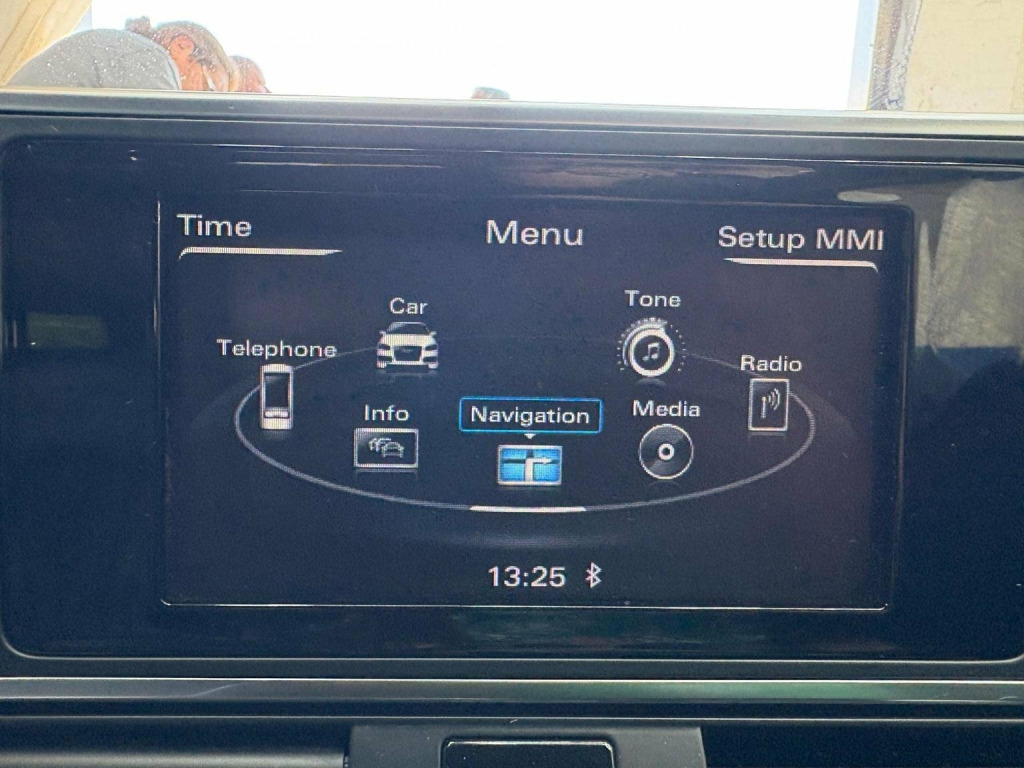 Time
Menu
Setup MMI
Car
Tone
Telephone
Radio
Info
Navigation
Media
13:25